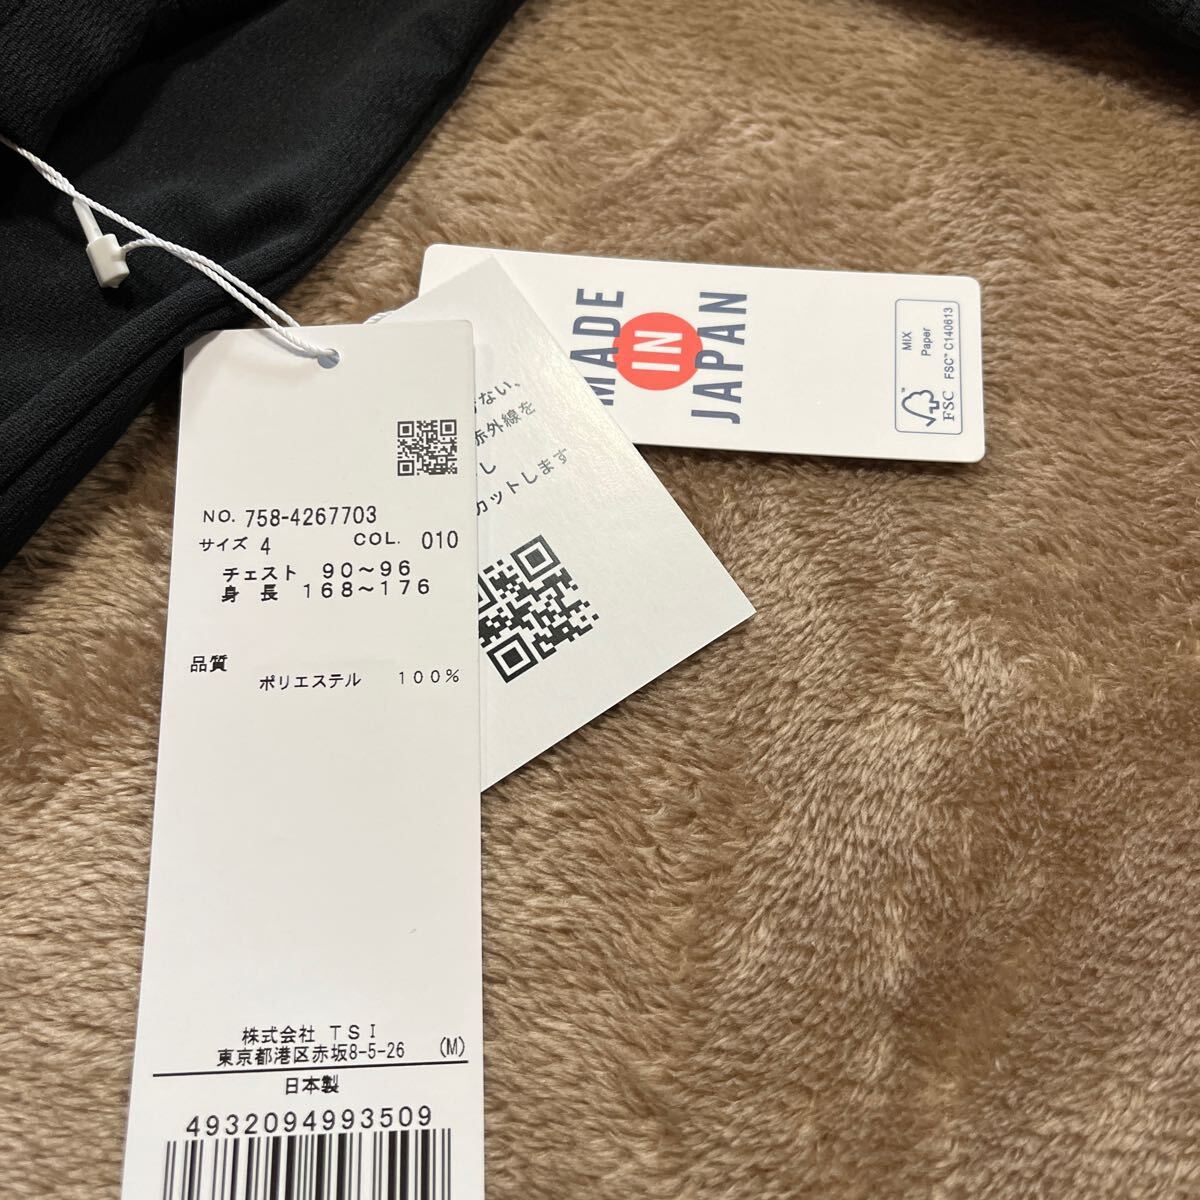 NO. 758-4267703
サイズ 4 COL. 010
チェスト 90～96
身 長 168～176
品質
ポリエステル 100%
株式会社 TSI
東京都港区赤坂8-5-26 (M)
日本製
4932094993509
ない。
赤外線を
し
カットします
MADE
IN
JAPAN
FSC
MIX
Paper
FSC™ C140613